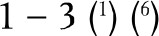 1 – 3 (¹) (⁶)